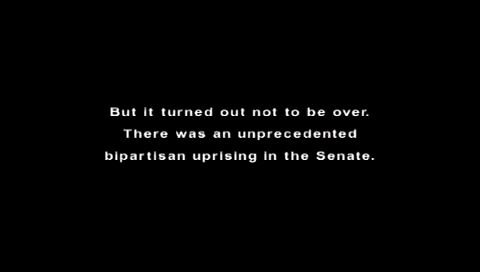 But it turned out not to be over.
There was an unprecedented
bipartisan uprising in the Senate.